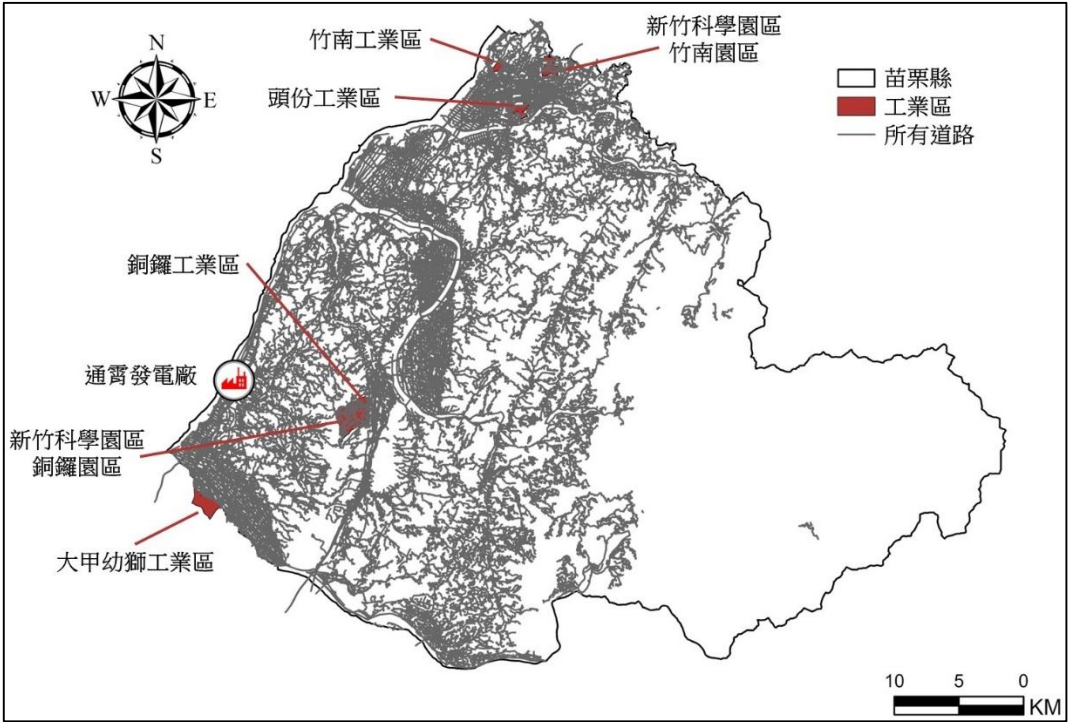 竹南工業區
新竹科學園區
竹南園區
頭份工業區
N
W
E
S
苗栗縣
工業區
所有道路
銅鑼工業區
通霄發電廠
新竹科學園區
銅鑼園區
大甲幼獅工業區
10 5 0
KM